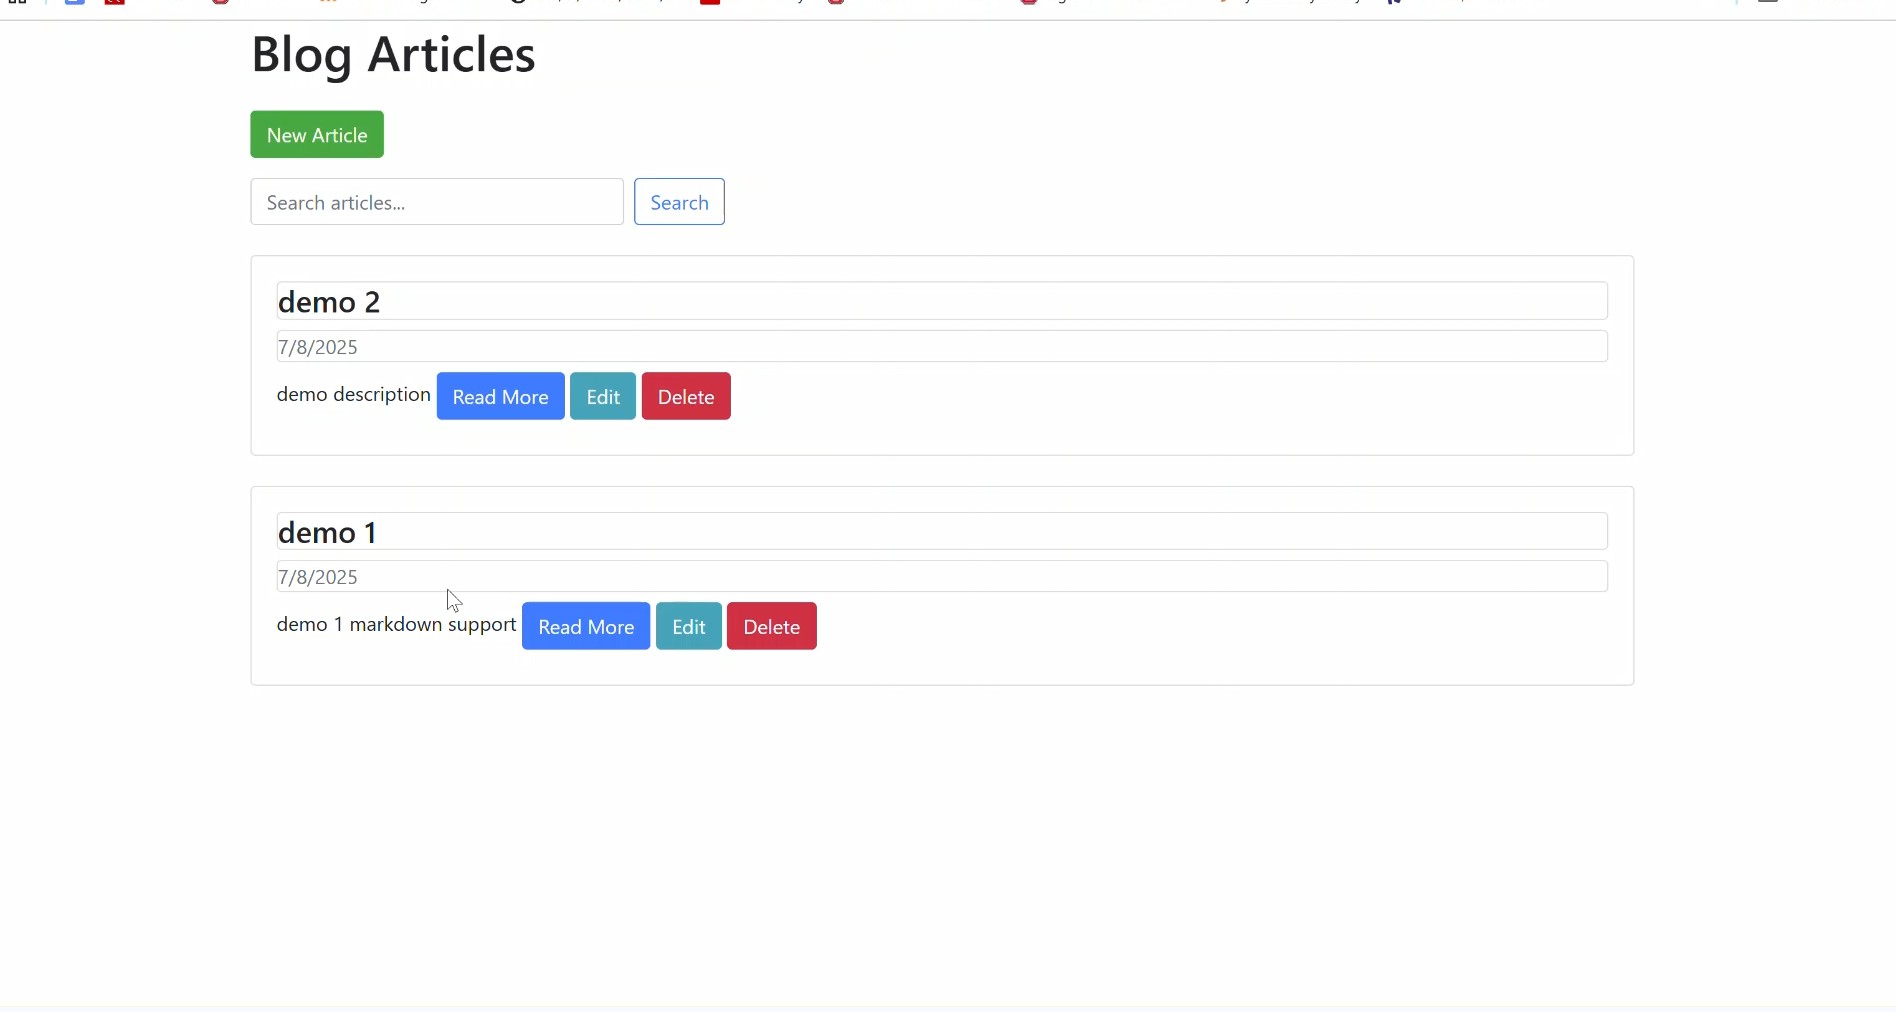 Blog Articles
New Article
Search articles... Search
demo 2
7/8/2025
demo description Read More Edit Delete
demo 1
7/8/2025
demo 1 markdown support Read More Edit Delete